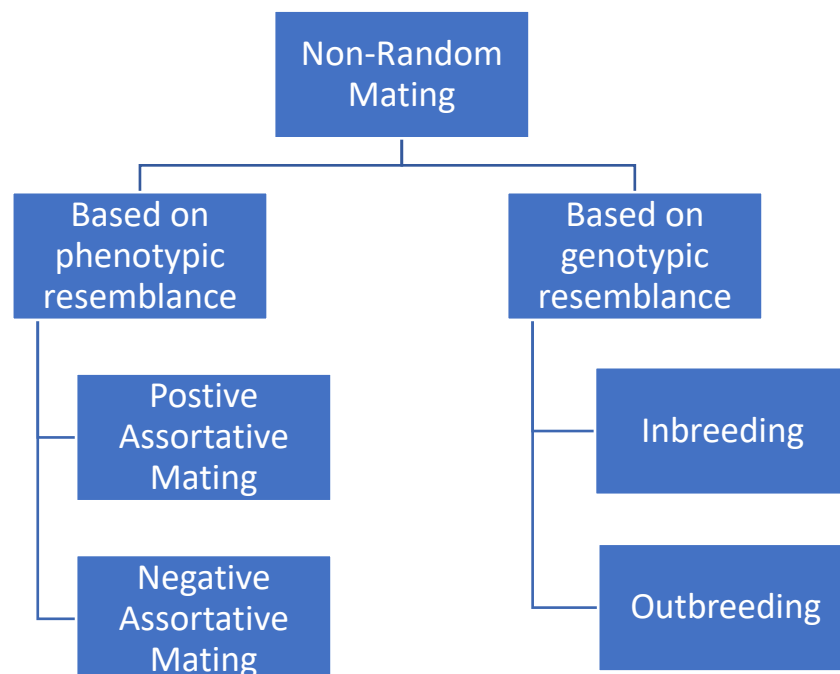 Non-Random
Mating
Based on
phenotypic
resemblance
Based on
genotypic
resemblance
Postive
Assortative
Mating
Inbreeding
Negative
Assortative
Mating
Outbreeding